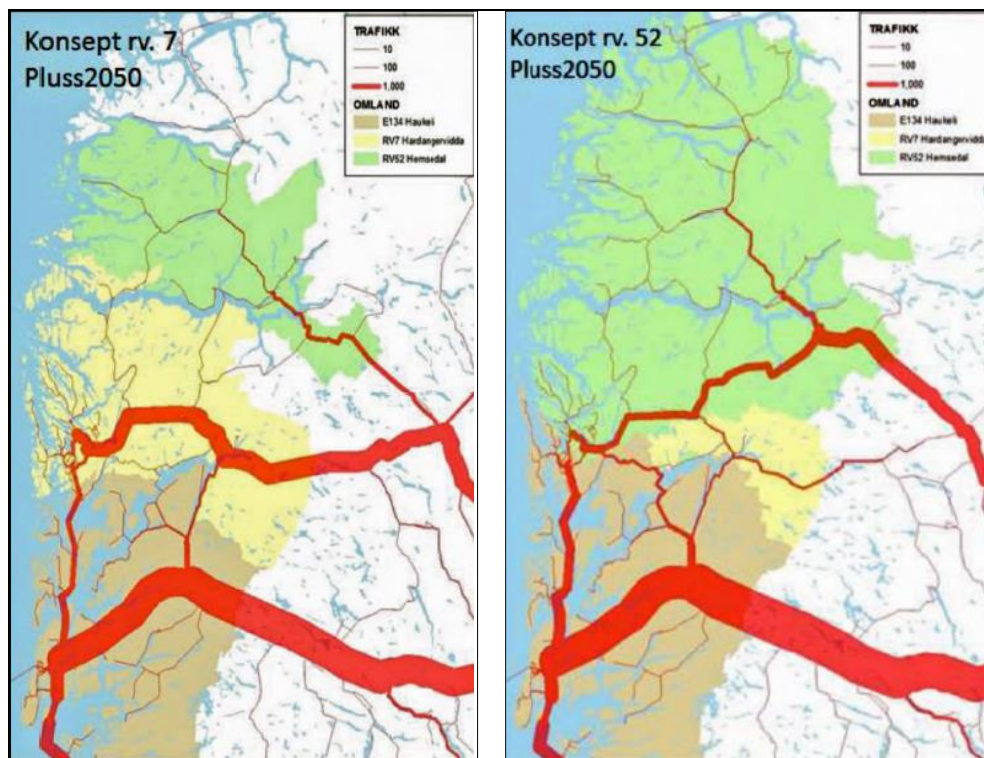 Konsept rv. 7
Pluss2050
TRAFIKK
10
100
1,000
OMLAND
E134 Haukeli
RV7 Hardangervidda
RV52 Hemsedal
Konsept rv. 52
Pluss2050
TRAFIKK
10
100
1,000
OMLAND
E134 Haukeli
RV7 Hardangervidda
RV52 Hemsedal